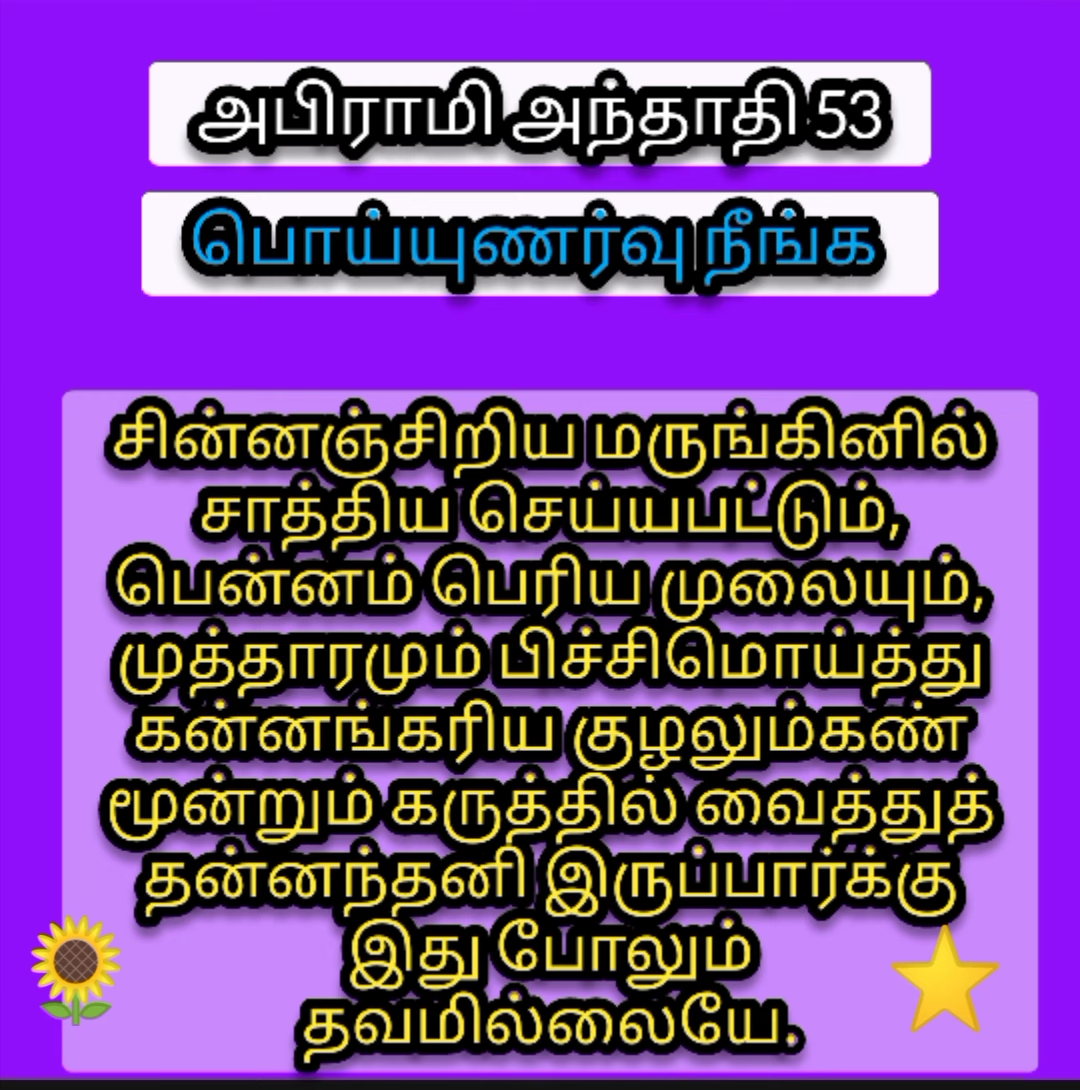 அபிராமி அந்தாதி 53
பொய்யுணர்வு நீங்க
சின்னஞ்சிறிய மருங்கினில்
சாத்திய செய்யபட்டும்,
பென்னம் பெரிய முலையும்,
முத்தாரமும் பிச்சிமொய்த்து
கன்னங்கரிய குழலும்கண்
மூன்றும் கருத்தில் வைத்துத்
தன்னந்தனி இருப்பார்க்கு
இது போலும்
தவமில்லையே.